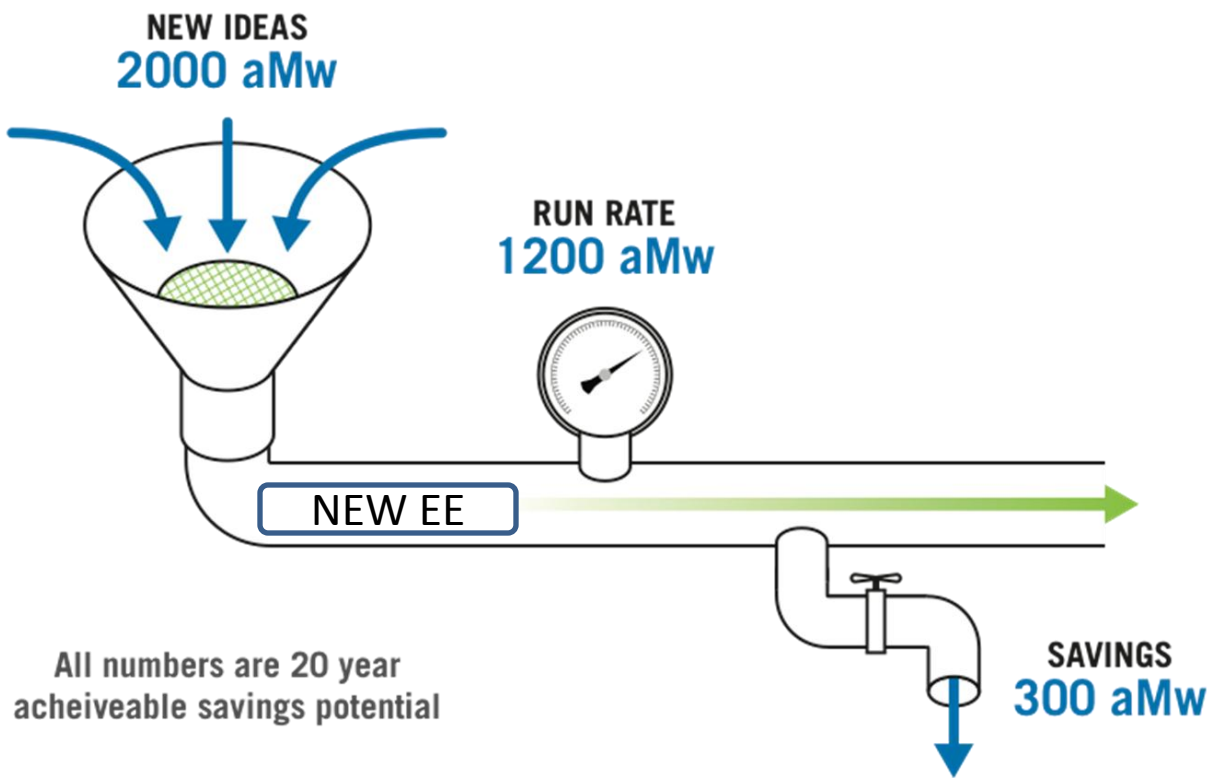 NEW IDEAS
2000 aMw
RUN RATE
1200 aMw
NEW EE
All numbers are 20 year
acheiveable savings potential
SAVINGS
300 aMw